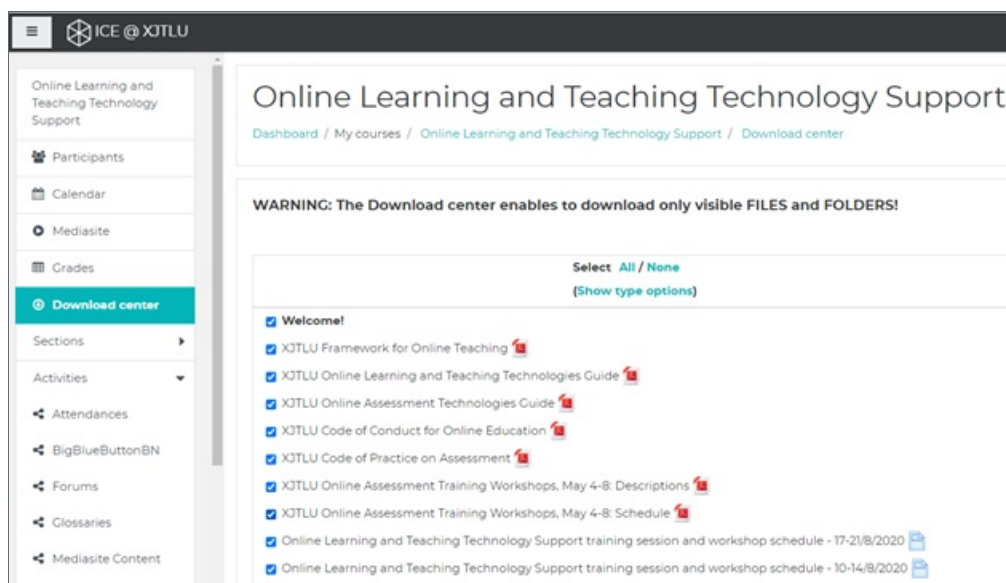 ICE @ XJTLU
Online Learning and
Teaching Technology
Support
Participants
Calendar
Mediasite
Grades
Download center
Sections
Activities
Attendances
BigBlueButtonBN
Forums
Glossaries
Mediasite Content
Online Learning and Teaching Technology Support
Dashboard / My courses / Online Learning and Teaching Technology Support / Download center
WARNING: The Download center enables to download only visible FILES and FOLDERS!
Select All / None
(Show type options)
Welcome!
XJTLU Framework for Online Teaching
XJTLU Online Learning and Teaching Technologies Guide
XJTLU Online Assessment Technologies Guide
XJTLU Code of Conduct for Online Education
XJTLU Code of Practice on Assessment
XJTLU Online Assessment Training Workshops, May 4-8: Descriptions
XJTLU Online Assessment Training Workshops, May 4-8: Schedule
Online Learning and Teaching Technology Support training session and workshop schedule - 17-21/8/2020
Online Learning and Teaching Technology Support training session and workshop schedule - 10-14/8/2020